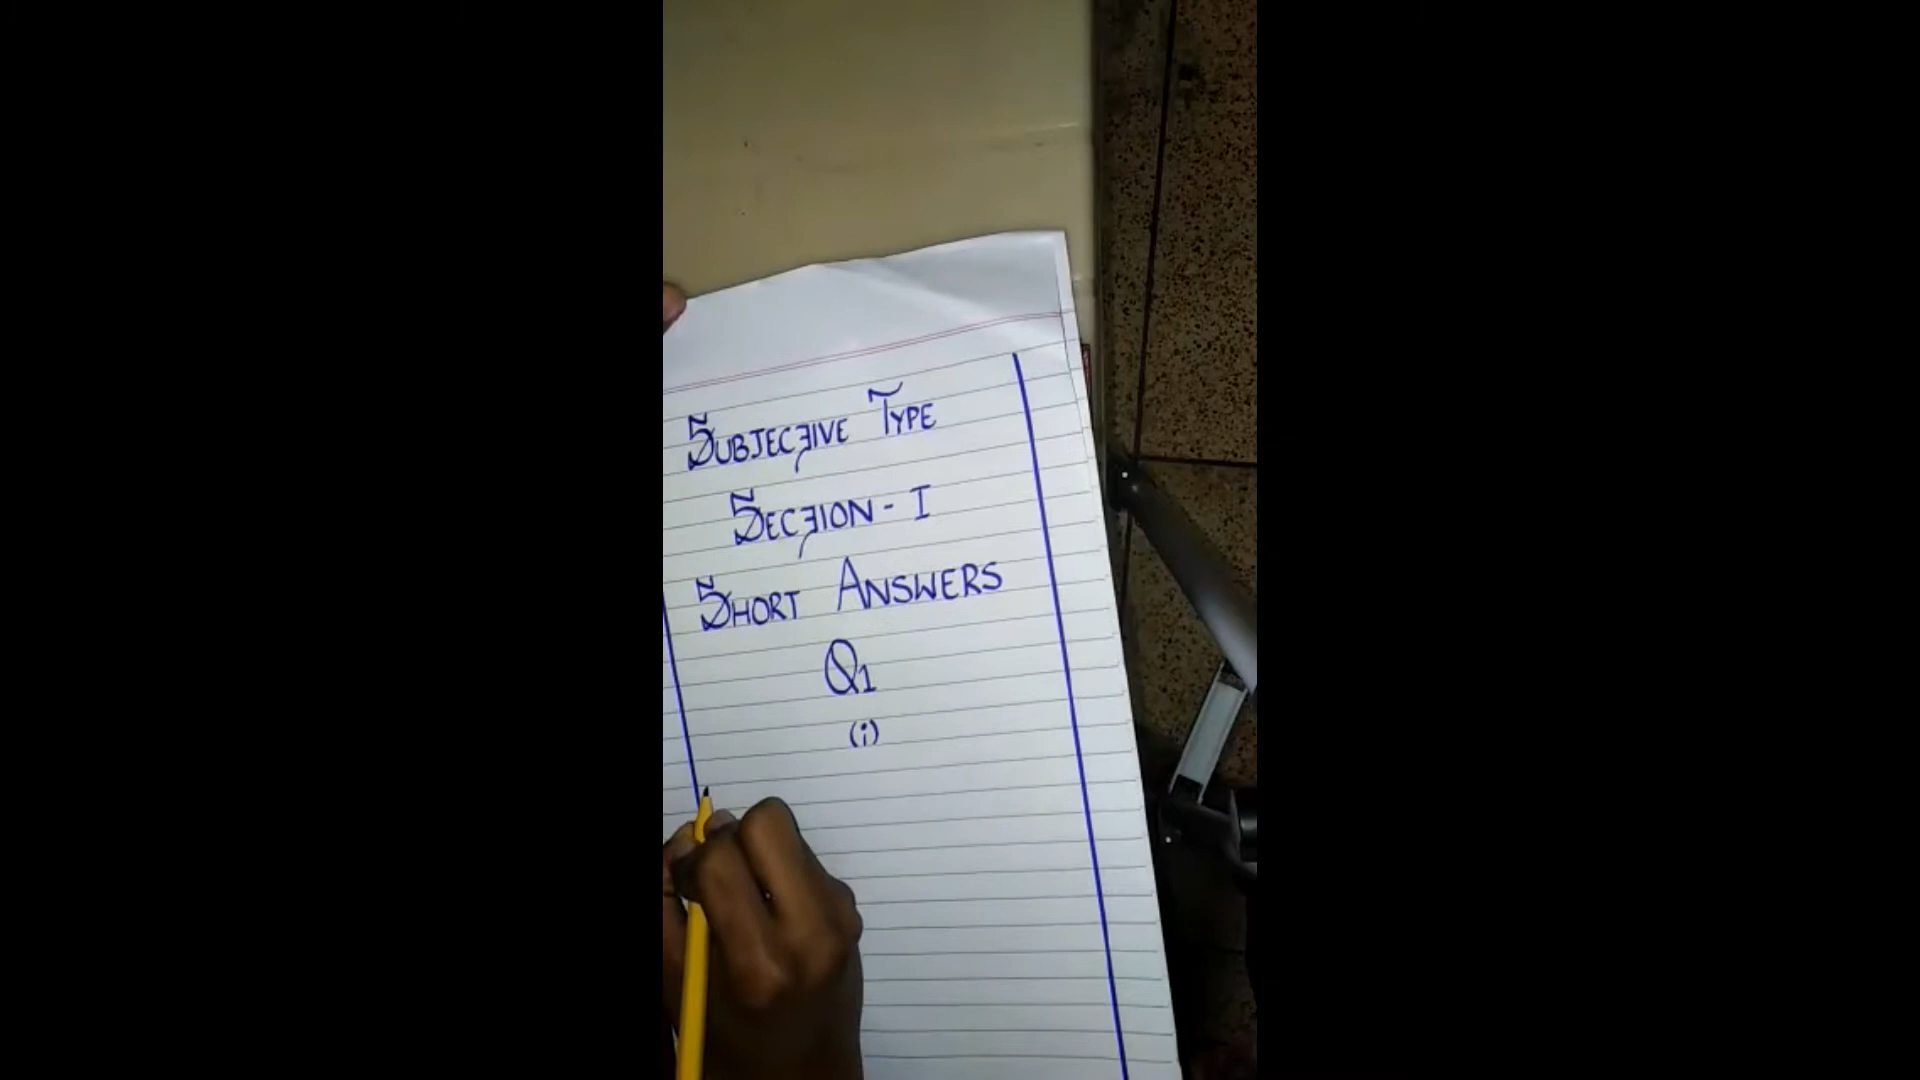 SUBJECTIVE TYPE
SECTION - I
SHORT ANSWERS
Q1
(i)